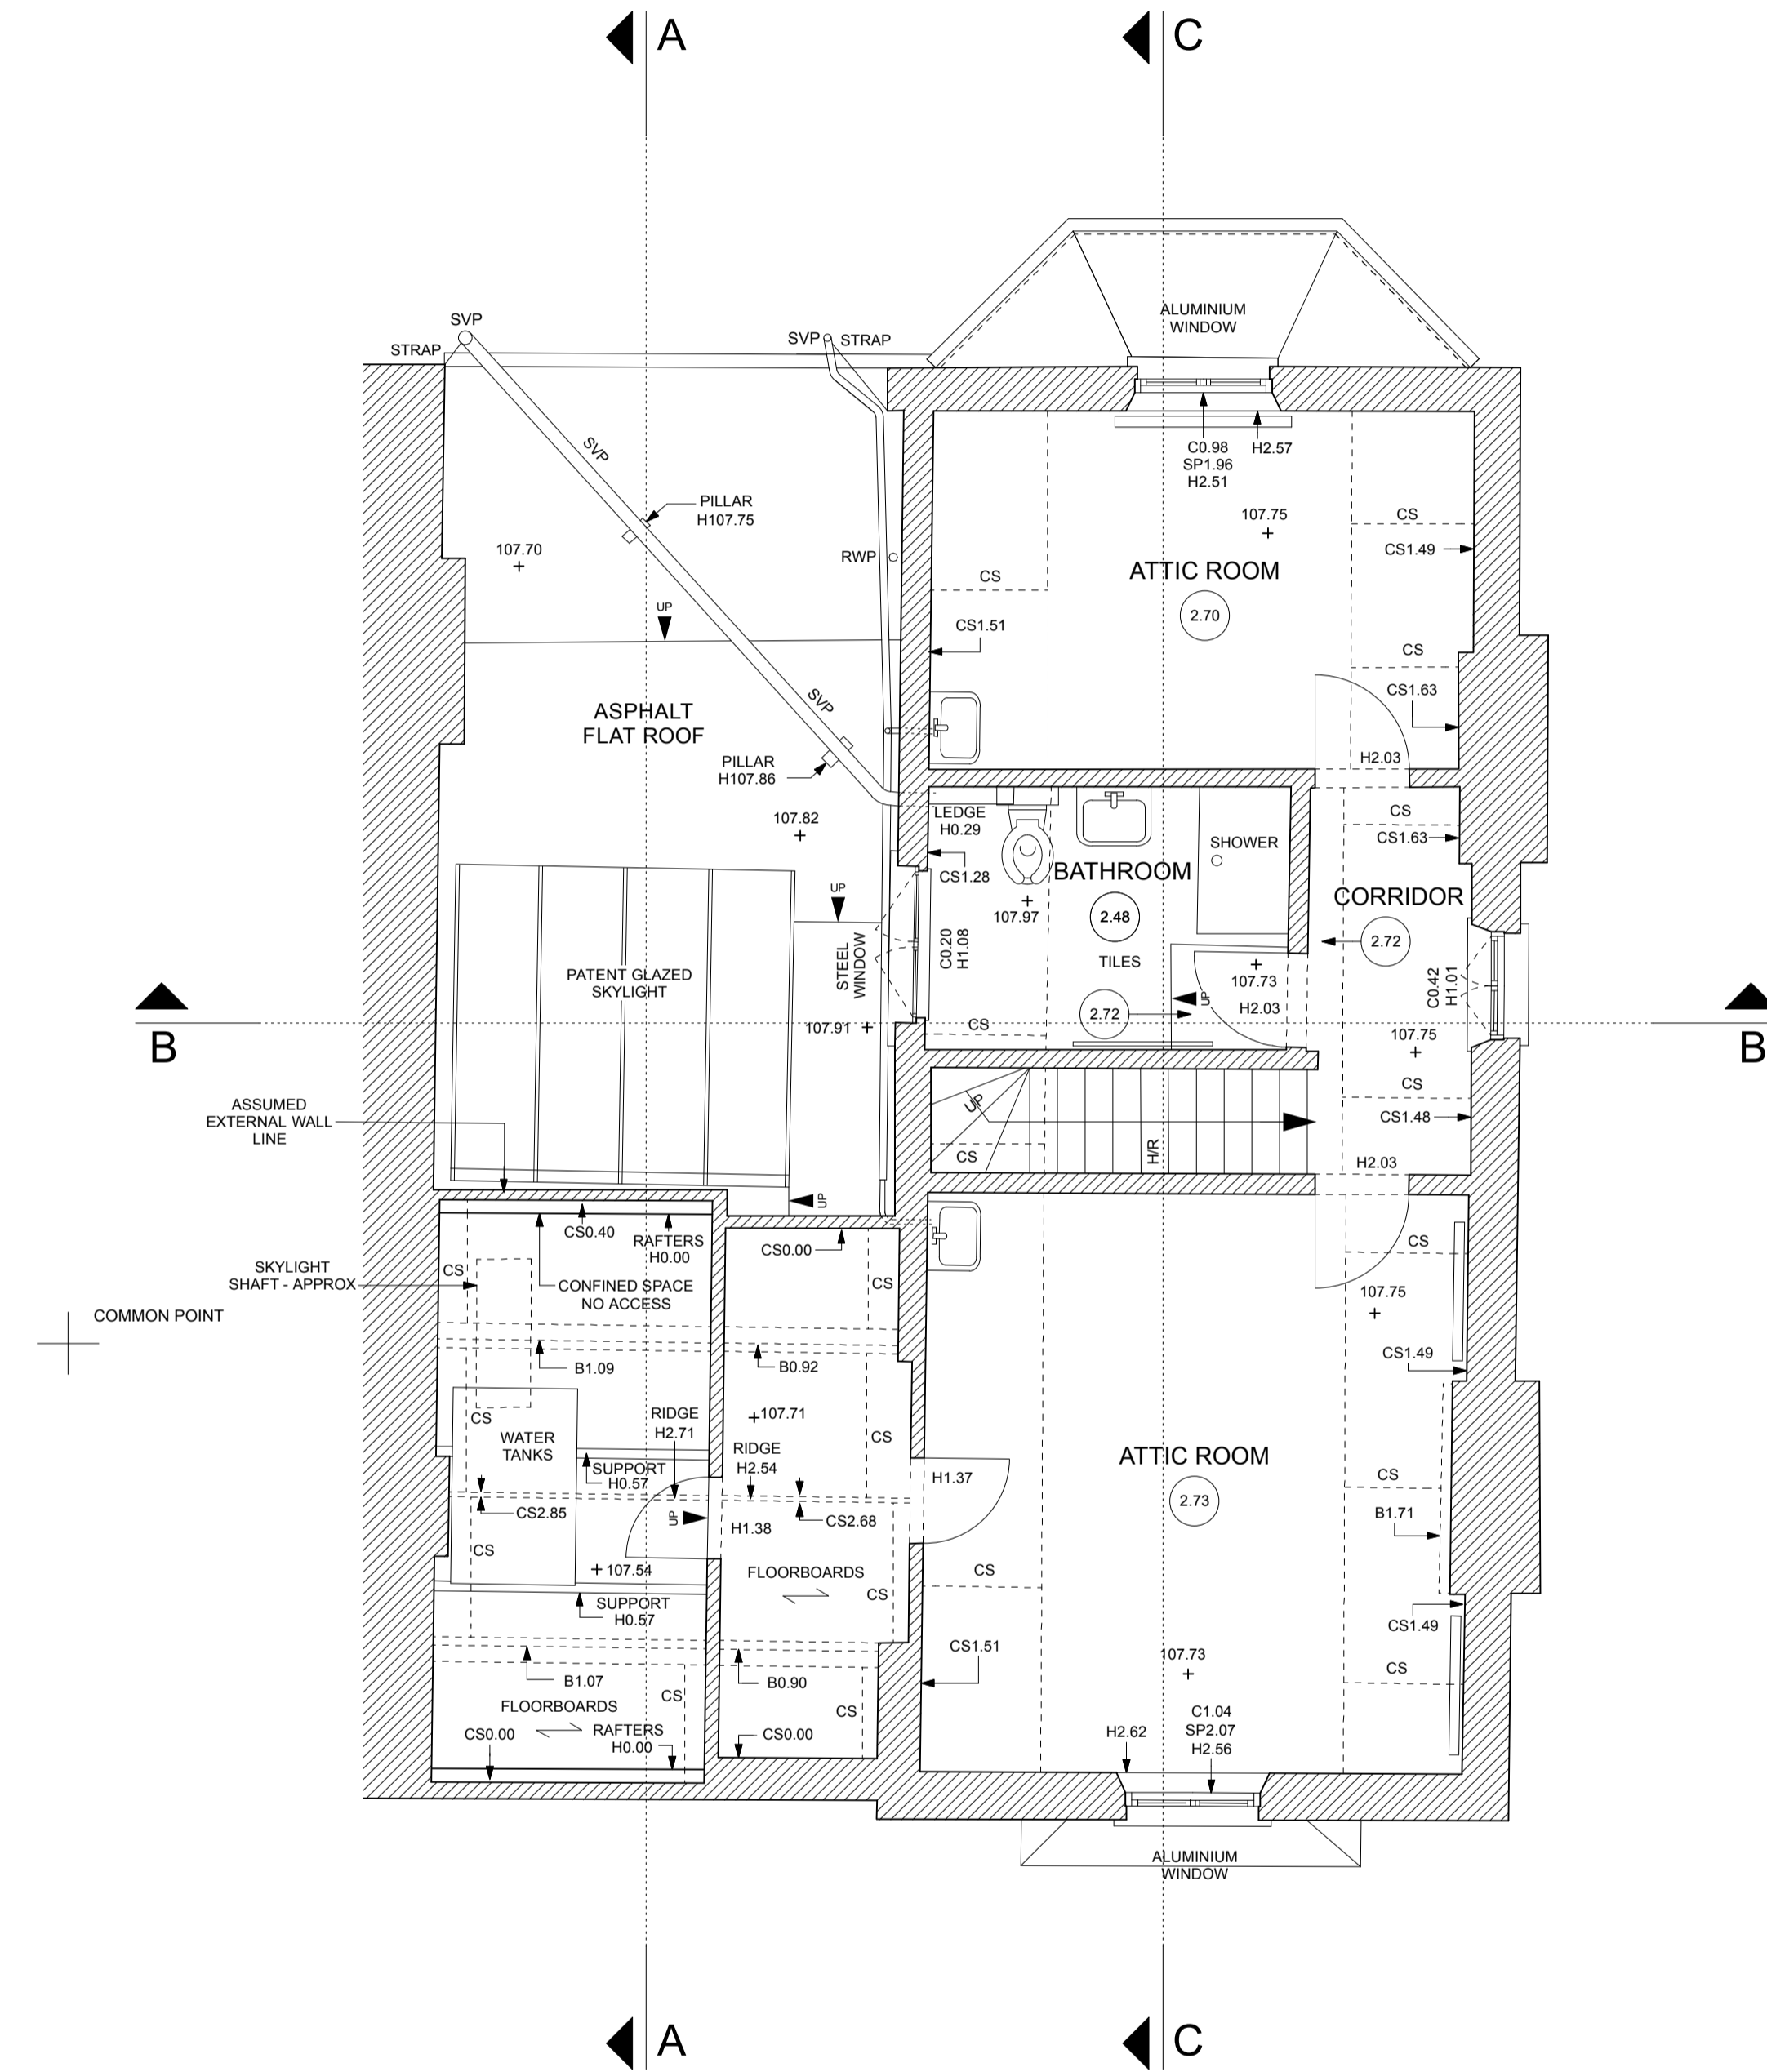 A
C
ALUMINIUM
WINDOW
SVP
STRAP
SVP
STRAP
SVP
PILLAR
H107.75
C0.98
SP1.96
H2.51
H2.57
107.75
CS
CS1.49
107.70
RWP
ATTIC ROOM
2.70
CS
UP
CS1.51
CS
CS1.63
SVP
ASPHALT
FLAT ROOF
PILLAR
H107.86
H2.03
107.82
LEDGE
H0.29
CS
CS1.63
SHOWER
CS1.28
BATHROOM
UP
107.97
2.48
CORRIDOR
2.72
STEEL
WINDOW
C0.20
H1.08
TILES
107.73
H2.03
C0.42
H1.01
PATENT GLAZED
SKYLIGHT
UP
2.72
107.91
CS
107.75
B
B
ASSUMED
EXTERNAL WALL
LINE
UP
CS
CS1.48
CS
H/R
H2.03
UP
CS0.40
RAFTERS
H0.00
CS0.00
CS
SKYLIGHT
SHAFT - APPROX
CS
CONFINED SPACE
NO ACCESS
CS
107.75
COMMON POINT
B1.09
B0.92
CS1.49
CS
WATER
TANKS
RIDGE
H2.71
107.71
RIDGE
H2.54
CS
ATTIC ROOM
2.73
SUPPORT
H0.57
H1.37
CS
B1.71
CS2.85
UP
H1.38
CS2.68
CS
107.54
FLOORBOARDS
CS
CS
SUPPORT
H0.57
CS1.49
CS1.51
107.73
CS
B1.07
B0.90
CS
FLOORBOARDS
CS
CS0.00
RAFTERS
H0.00
CS0.00
H2.62
C1.04
SP2.07
H2.56
ALUMINIUM
WINDOW
A
C